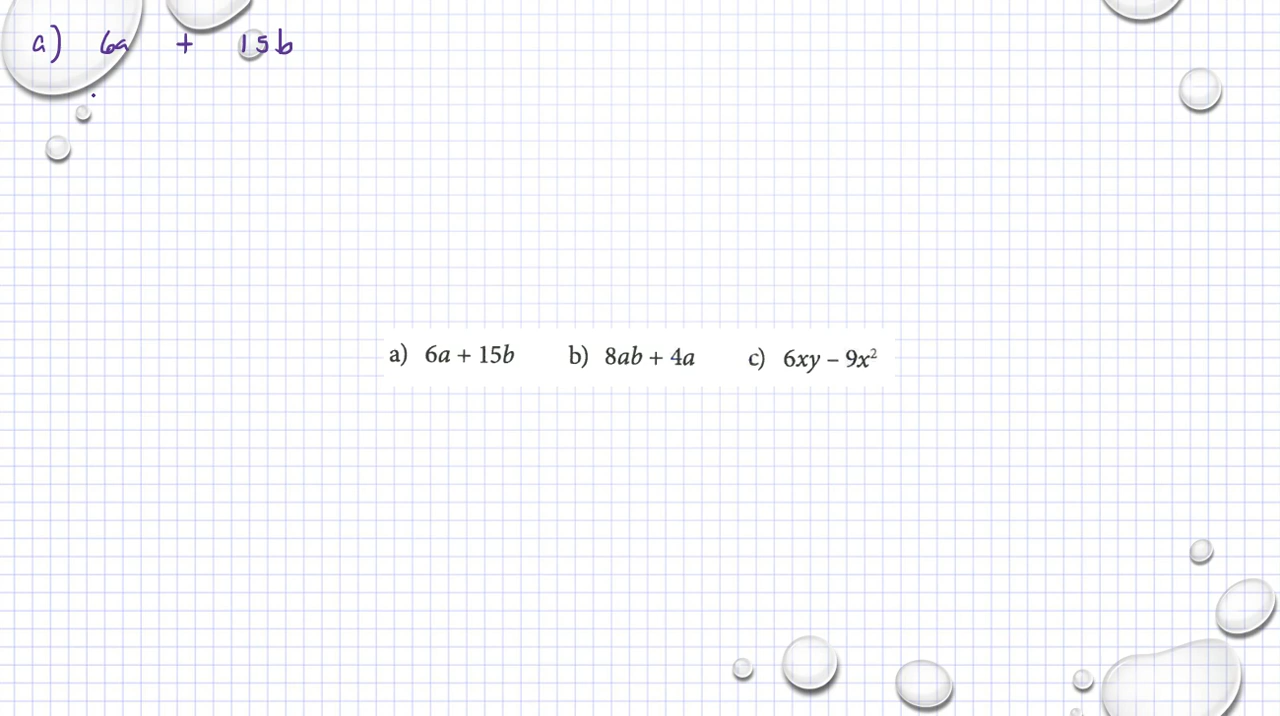 a) 6a + 15b
a) 6a + 15b b) 8ab + 4a c) 6xy – 9x²